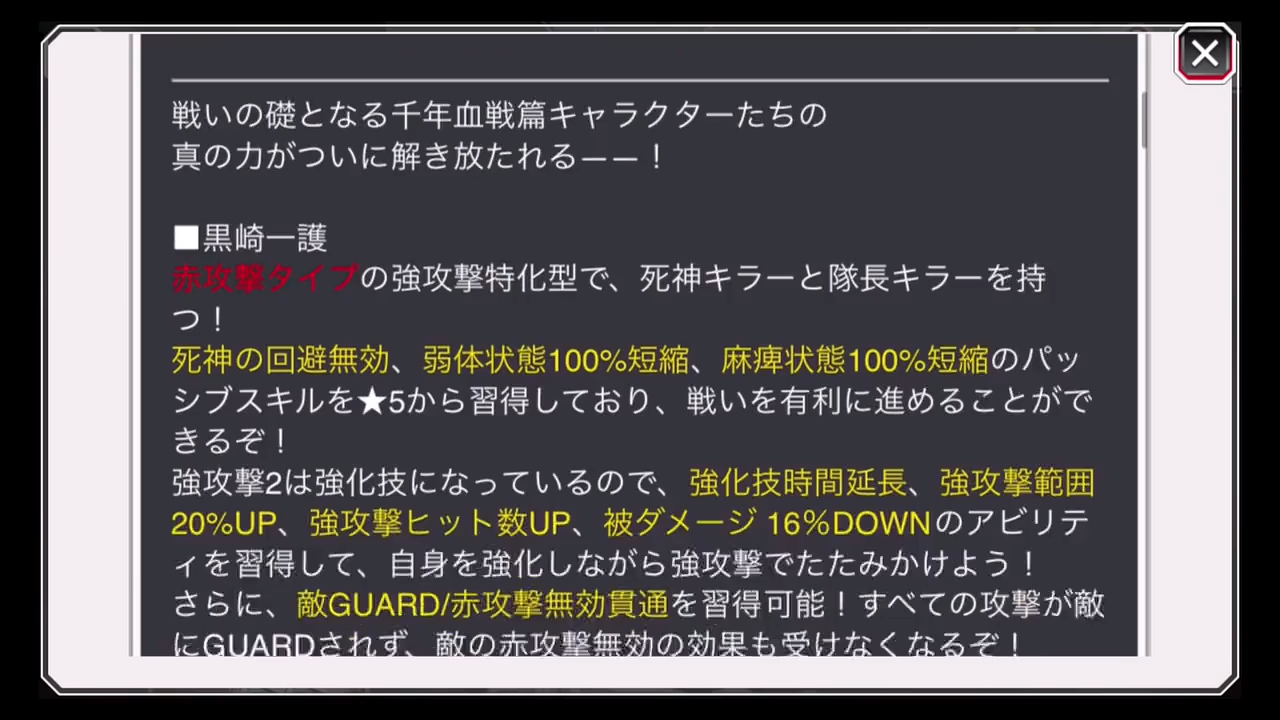 戦いの礎となる千年血戦篇キャラクターたちの
真の力がついに解き放たれる――！
■黒崎一護
赤攻撃タイプの強攻撃特化型で、死神キラーと隊長キラーを持
つ！
死神の回避無効、弱体状態100%短縮、麻痺状態100%短縮のパッ
シブスキルを★5から習得しており、戦いを有利に進めることがで
きるぞ！
強攻撃2は強化技になっているので、強化技時間延長、強攻撃範囲
20%UP、強攻撃ヒット数UP、被ダメージ 16%DOWNのアビリテ
ィを習得して、自身を強化しながら強攻撃でたたみかけよう！
さらに、敵GUARD/赤攻撃無効貫通を習得可能！すべての攻撃が敵
にGUARDされず、敵の赤攻撃無効の効果も受けなくなるぞ！